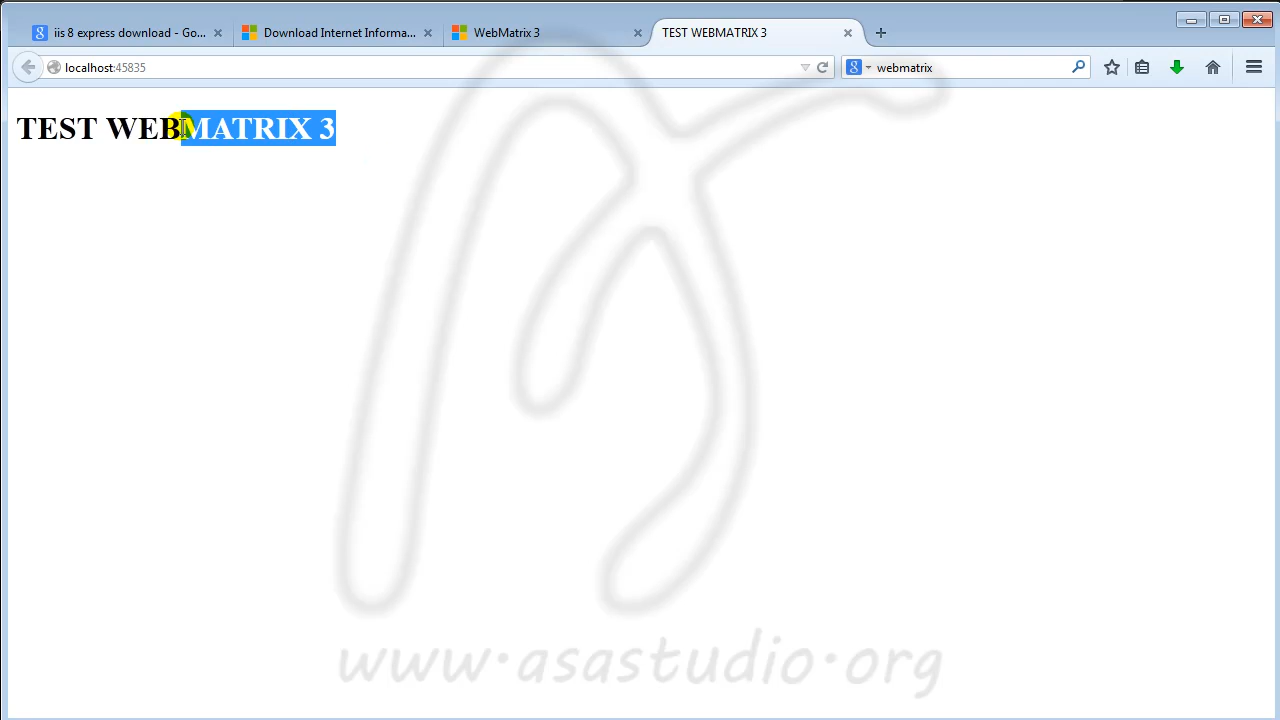 iis 8 express download - Go...
Download Internet Informa...
WebMatrix 3
TEST WEBMATRIX 3
localhost:45835
webmatrix
TEST WEBMATRIX 3
www.asastudio.org